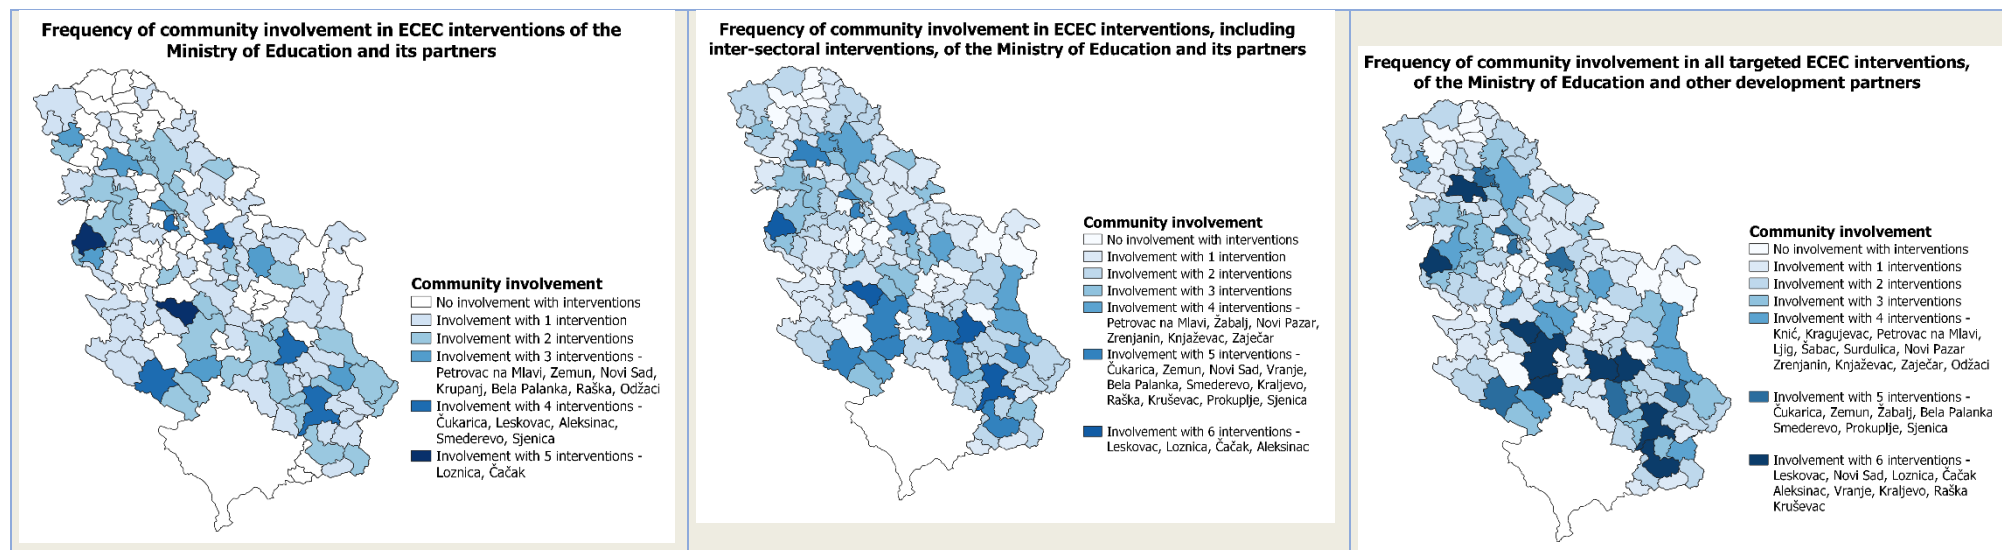 Frequency of community involvement in ECEC interventions of the
Ministry of Education and its partners
Community involvement
No involvement with interventions
Involvement with 1 intervention
Involvement with 2 interventions
Involvement with 3 interventions -
Petrovac na Mlavi, Zemun, Novi Sad,
Krupanj, Bela Palanka, Raška, Odžaci
Involvement with 4 interventions -
Čukarica, Leskovac, Aleksinac,
Smederevo, Sjenica
Involvement with 5 interventions -
Loznica, Čačak
Frequency of community involvement in ECEC interventions, including
inter-sectoral interventions, of the Ministry of Education and its partners
Community involvement
No involvement with interventions
Involvement with 1 intervention
Involvement with 2 interventions
Involvement with 3 interventions
Involvement with 4 interventions -
Petrovac na Mlavi, Žabalj, Novi Pazar,
Zrenjanin, Knjaževac, Zaječar
Involvement with 5 interventions -
Čukarica, Zemun, Novi Sad, Vranje,
Bela Palanka, Smederevo, Kraljevo,
Raška, Kruševac, Prokuplje, Sjenica
Involvement with 6 interventions -
Leskovac, Loznica, Čačak, Aleksinac
Frequency of community involvement in all targeted ECEC interventions,
of the Ministry of Education and other development partners
Community involvement
No involvement with interventions
Involvement with 1 interventions
Involvement with 2 interventions
Involvement with 3 interventions
Involvement with 4 interventions -
Knić, Kragujevac, Petrovac na Mlavi,
Ljig, Šabac, Surdulica, Novi Pazar
Zrenjanin, Knjaževac, Zaječar, Odžaci
Involvement with 5 interventions -
Čukarica, Zemun, Žabalj, Bela Palanka
Smederevo, Prokuplje, Sjenica
Involvement with 6 interventions -
Leskovac, Novi Sad, Loznica, Čačak
Aleksinac, Vranje, Kraljevo, Raška
Kruševac